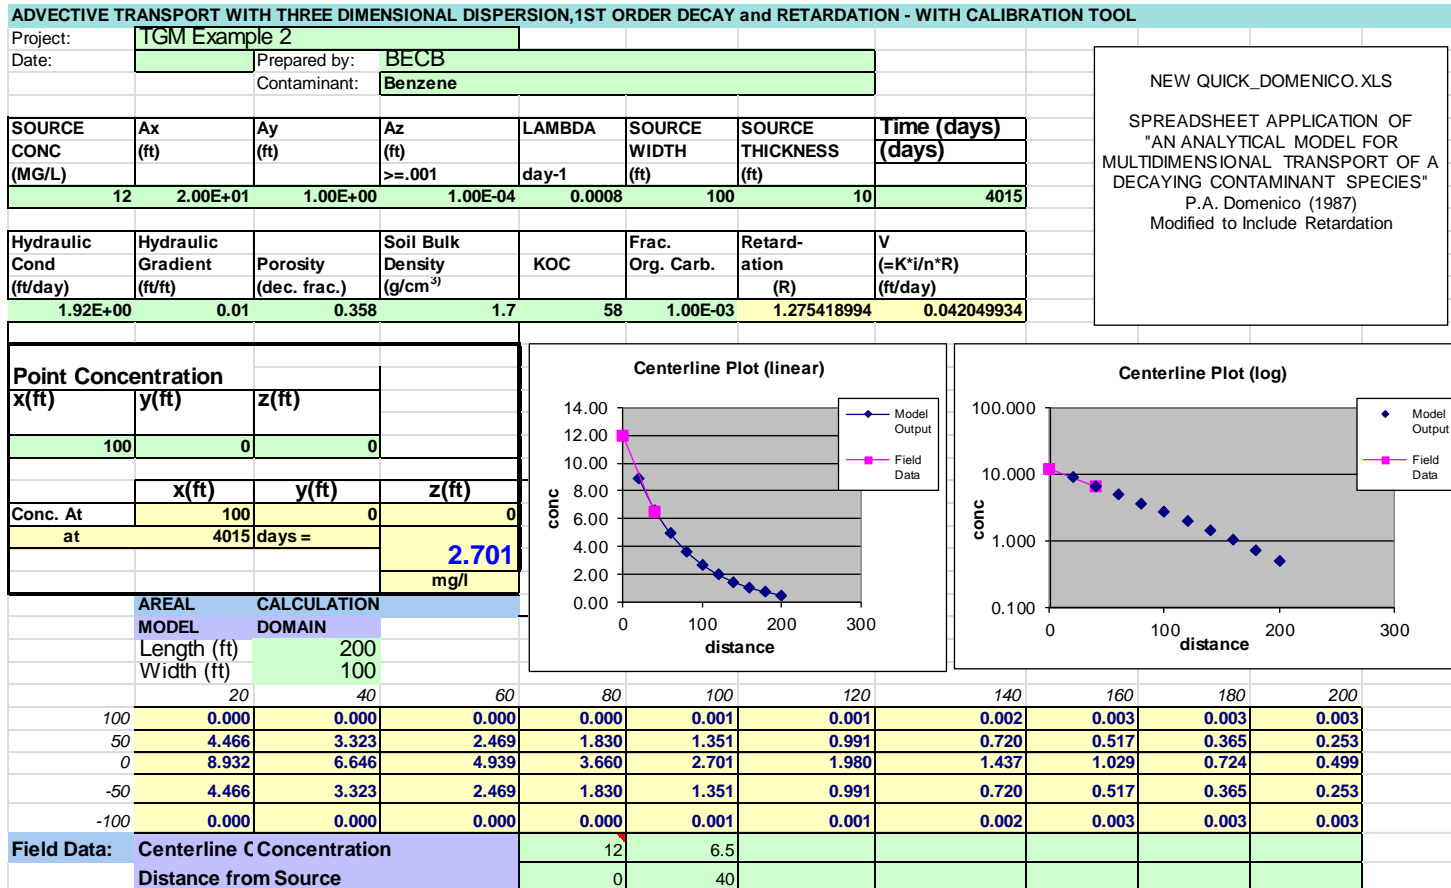 ADVECTIVE TRANSPORT WITH THREE DIMENSIONAL DISPERSION,1ST ORDER DECAY and RETARDATION - WITH CALIBRATION TOOL
Project: TGM Example 2
Date: Prepared by: BECB
Contaminant: Benzene
NEW QUICK_DOMENICO.XLS
SPREADSHEET APPLICATION OF
"AN ANALYTICAL MODEL FOR
MULTIDIMENSIONAL TRANSPORT OF A
DECAYING CONTAMINANT SPECIES"
P.A. Domenico (1987)
Modified to Include Retardation
SOURCE Ax Ay Az LAMBDA SOURCE SOURCE Time (days)
CONC (ft) (ft) (ft) WIDTH THICKNESS (days)
(MG/L) >=.001 day-1 (ft) (ft)
12 2.00E+01 1.00E+00 1.00E-04 0.0008 100 10 4015
Hydraulic Hydraulic Soil Bulk Frac. Retard- V
Cond Gradient Porosity Density KOC Org. Carb. ation (=K*i/n*R)
(ft/day) (ft/ft) (dec. frac.) (g/cm³) (R) (ft/day)
1.92E+00 0.01 0.358 1.7 58 1.00E-03 1.275418994 0.042049934
Point Concentration
x(ft) y(ft) z(ft)
100 0 0
x(ft) y(ft) z(ft)
Conc. At 100 0 0
at 4015 days =
2.701
mg/l
AREAL CALCULATION
MODEL DOMAIN
Length (ft) 200
Width (ft) 100
Centerline Plot (linear)
14.00
12.00
10.00
8.00
6.00
4.00
2.00
0.00
conc
0 100 200 300
distance
Model Output
Field Data
Centerline Plot (log)
100.000
10.000
1.000
0.100
conc
0 100 200 300
distance
Model Output
Field Data
20 40 60 80 100 120 140 160 180 200
100 0.000 0.000 0.000 0.000 0.001 0.001 0.002 0.003 0.003 0.003
50 4.466 3.323 2.469 1.830 1.351 0.991 0.720 0.517 0.365 0.253
0 8.932 6.646 4.939 3.660 2.701 1.980 1.437 1.029 0.724 0.499
-50 4.466 3.323 2.469 1.830 1.351 0.991 0.720 0.517 0.365 0.253
-100 0.000 0.000 0.000 0.000 0.001 0.001 0.002 0.003 0.003 0.003
Field Data: Centerline C Concentration 12 6.5
Distance from Source 0 40